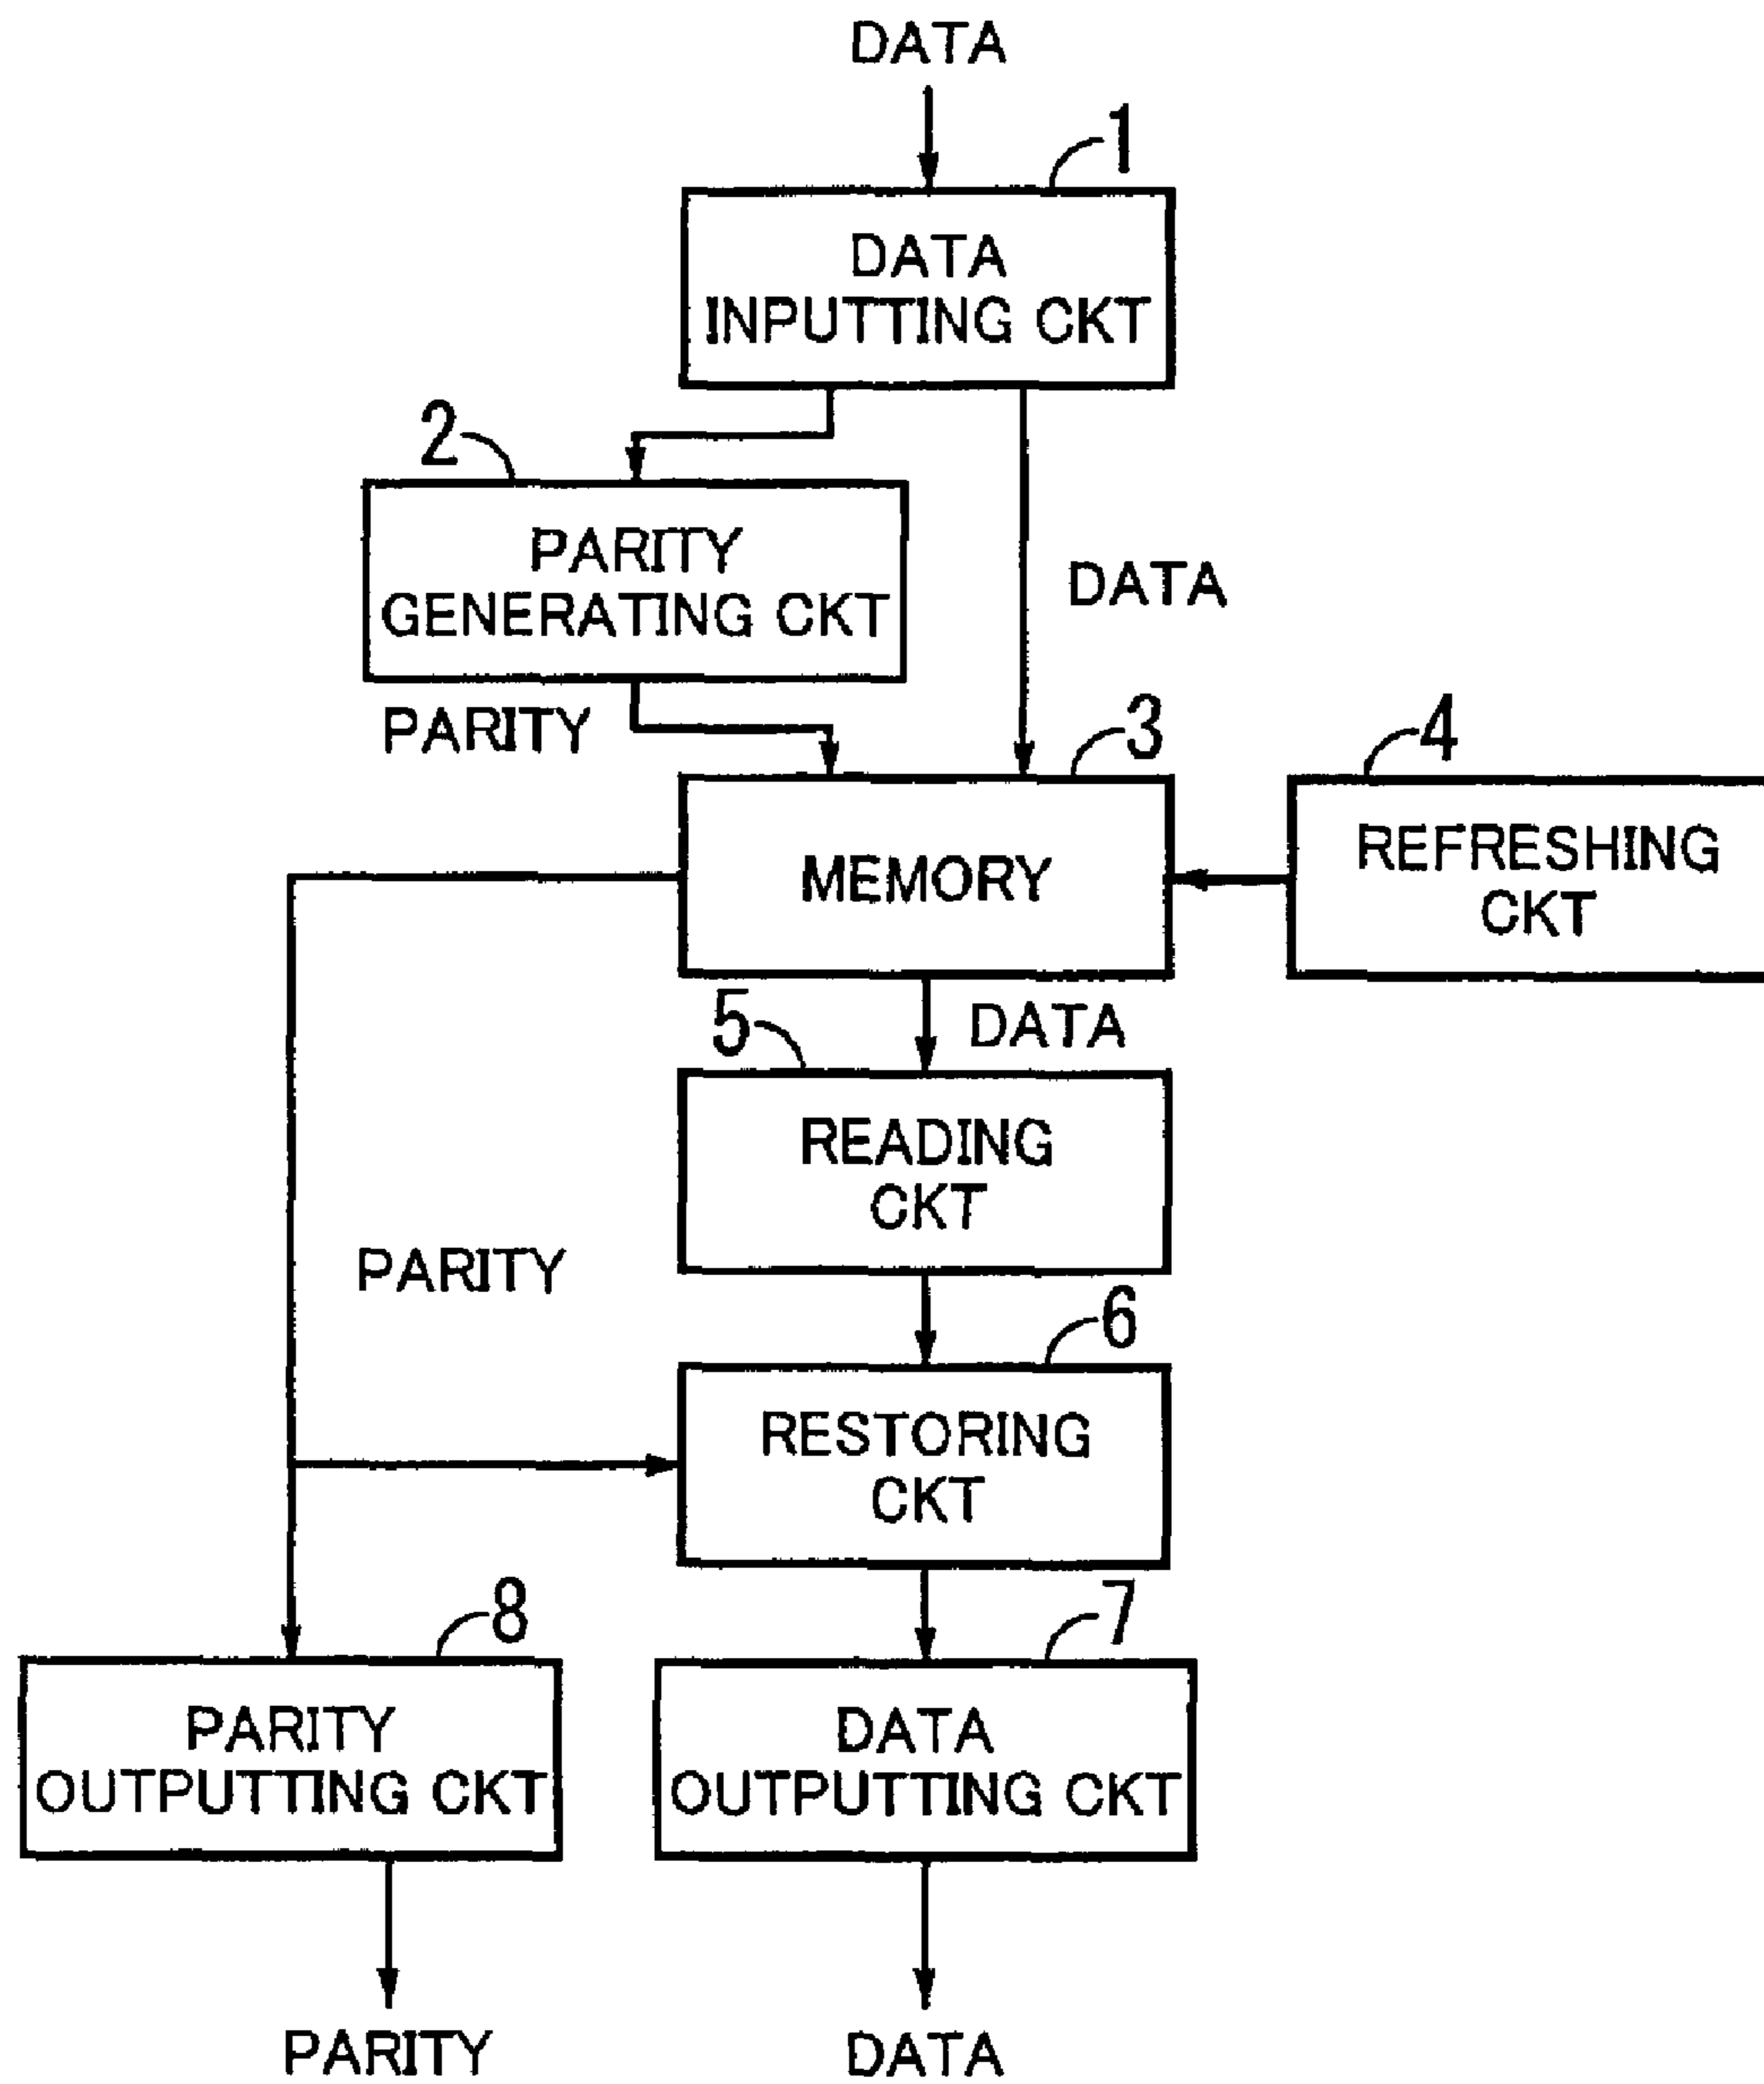 DATA
1
DATA
INPUTTING CKT
2
PARITY
GENERATING CKT
DATA
PARITY
3
4
MEMORY
REFRESHING
CKT
5
DATA
READING
CKT
PARITY
6
RESTORING
CKT
8
7
PARITY
OUTPUTTING CKT
DATA
OUTPUTTING CKT
PARITY
DATA